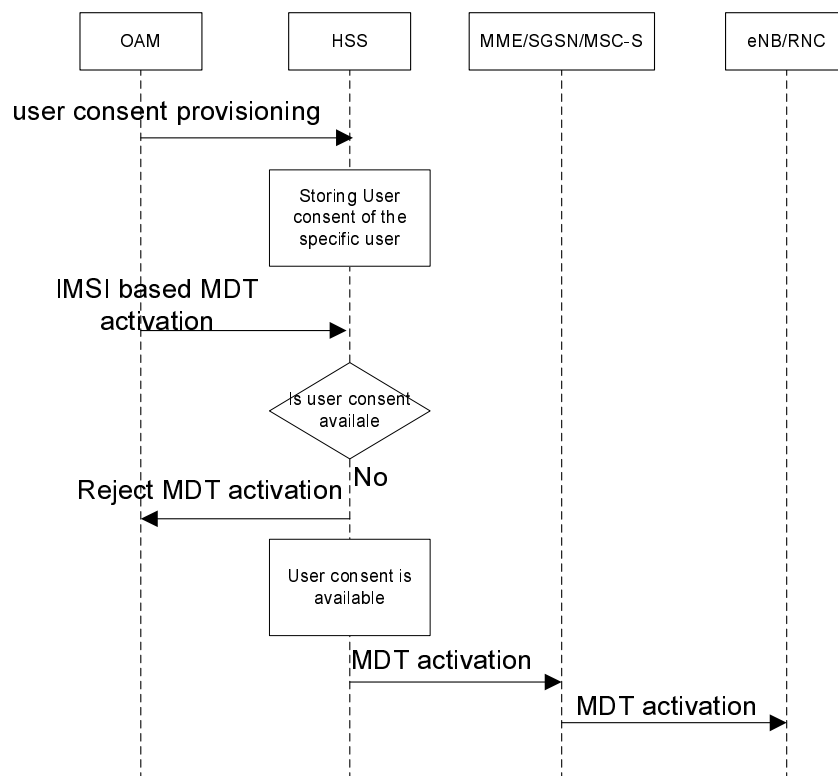 OAM
HSS
MME/SGSN/MSC-S
eNB/RNC
user consent provisioning
Storing User
consent of the
specific user
IMSI based MDT
activation
Is user consent
availale
No
Reject MDT activation
User consent is
available
MDT activation
MDT activation